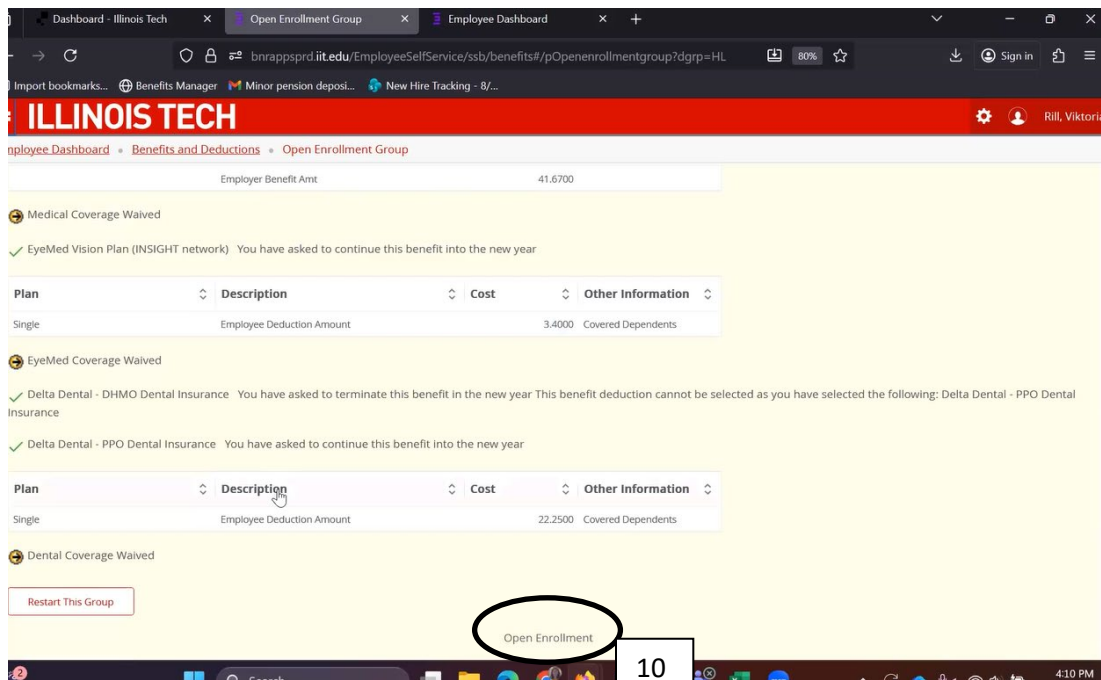 Dashboard - Illinois Tech Open Enrollment Group Employee Dashboard
bnrappsprd.iit.edu/EmployeeSelfService/ssb/benefits#/pOpenenrollmentgroup?dgrp=HL 80% Sign in
Import bookmarks... Benefits Manager Minor pension deposi... New Hire Tracking - 8/...
ILLINOIS TECH Rill, Viktoria
mployee Dashboard Benefits and Deductions Open Enrollment Group
Employer Benefit Amt 41.6700
Medical Coverage Waived
EyeMed Vision Plan (INSIGHT network) You have asked to continue this benefit into the new year
Plan Description Cost Other Information
Single Employee Deduction Amount 3.4000 Covered Dependents
EyeMed Coverage Waived
Delta Dental - DHMO Dental Insurance You have asked to terminate this benefit in the new year This benefit deduction cannot be selected as you have selected the following: Delta Dental - PPO Dental
Insurance
Delta Dental - PPO Dental Insurance You have asked to continue this benefit into the new year
Plan Description Cost Other Information
Single Employee Deduction Amount 22.2500 Covered Dependents
Dental Coverage Waived
Restart This Group
Open Enrollment
10
2 Search 4:10 PM